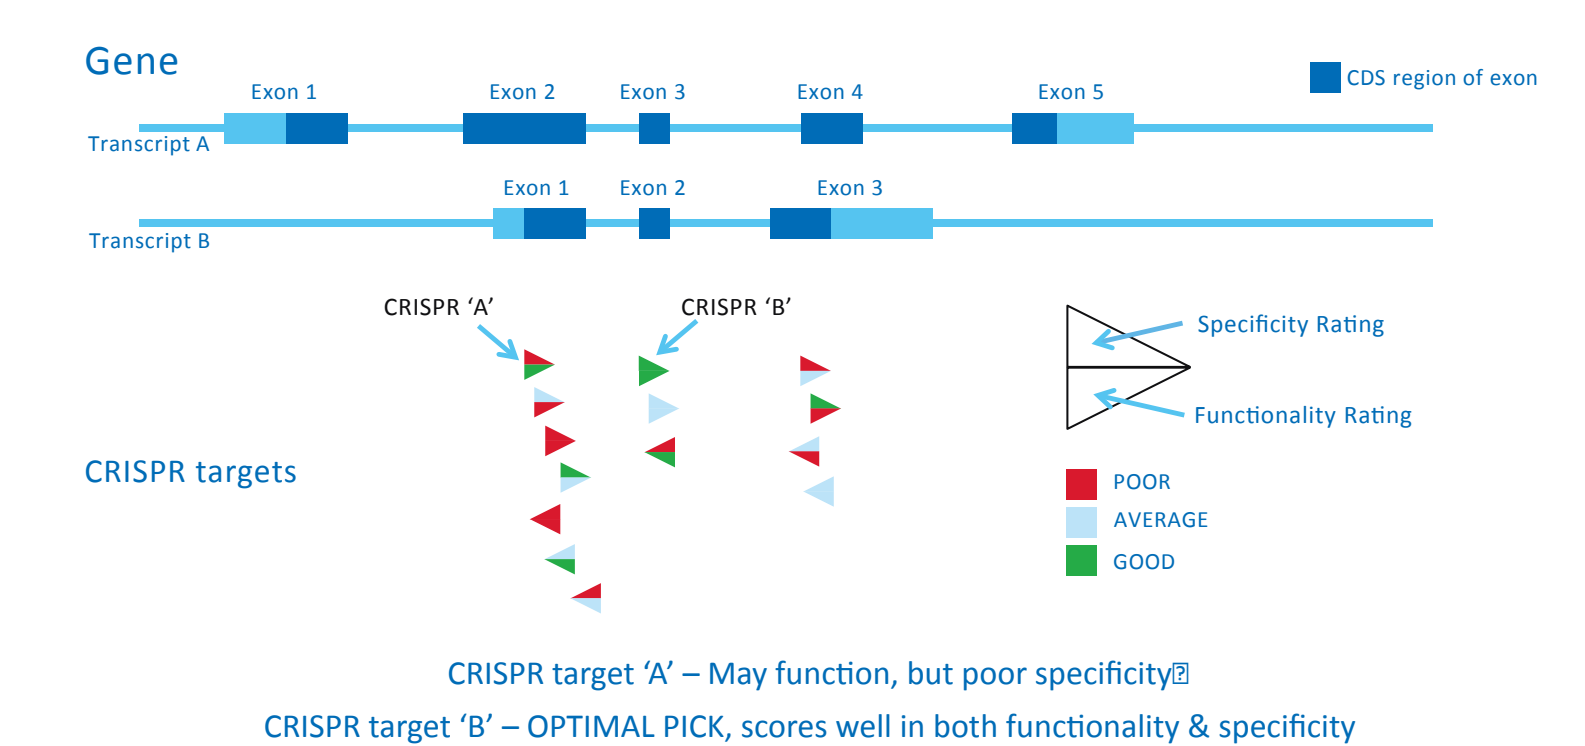 Gene
CDS region of exon
Exon 1 Exon 2 Exon 3 Exon 4 Exon 5
Transcript A
Exon 1 Exon 2 Exon 3
Transcript B
CRISPR ‘A’ CRISPR ‘B’
Specificity Rating
Functionality Rating
CRISPR targets
POOR
AVERAGE
GOOD
CRISPR target ‘A’ – May function, but poor specificity⍰
CRISPR target ‘B’ – OPTIMAL PICK, scores well in both functionality & specificity